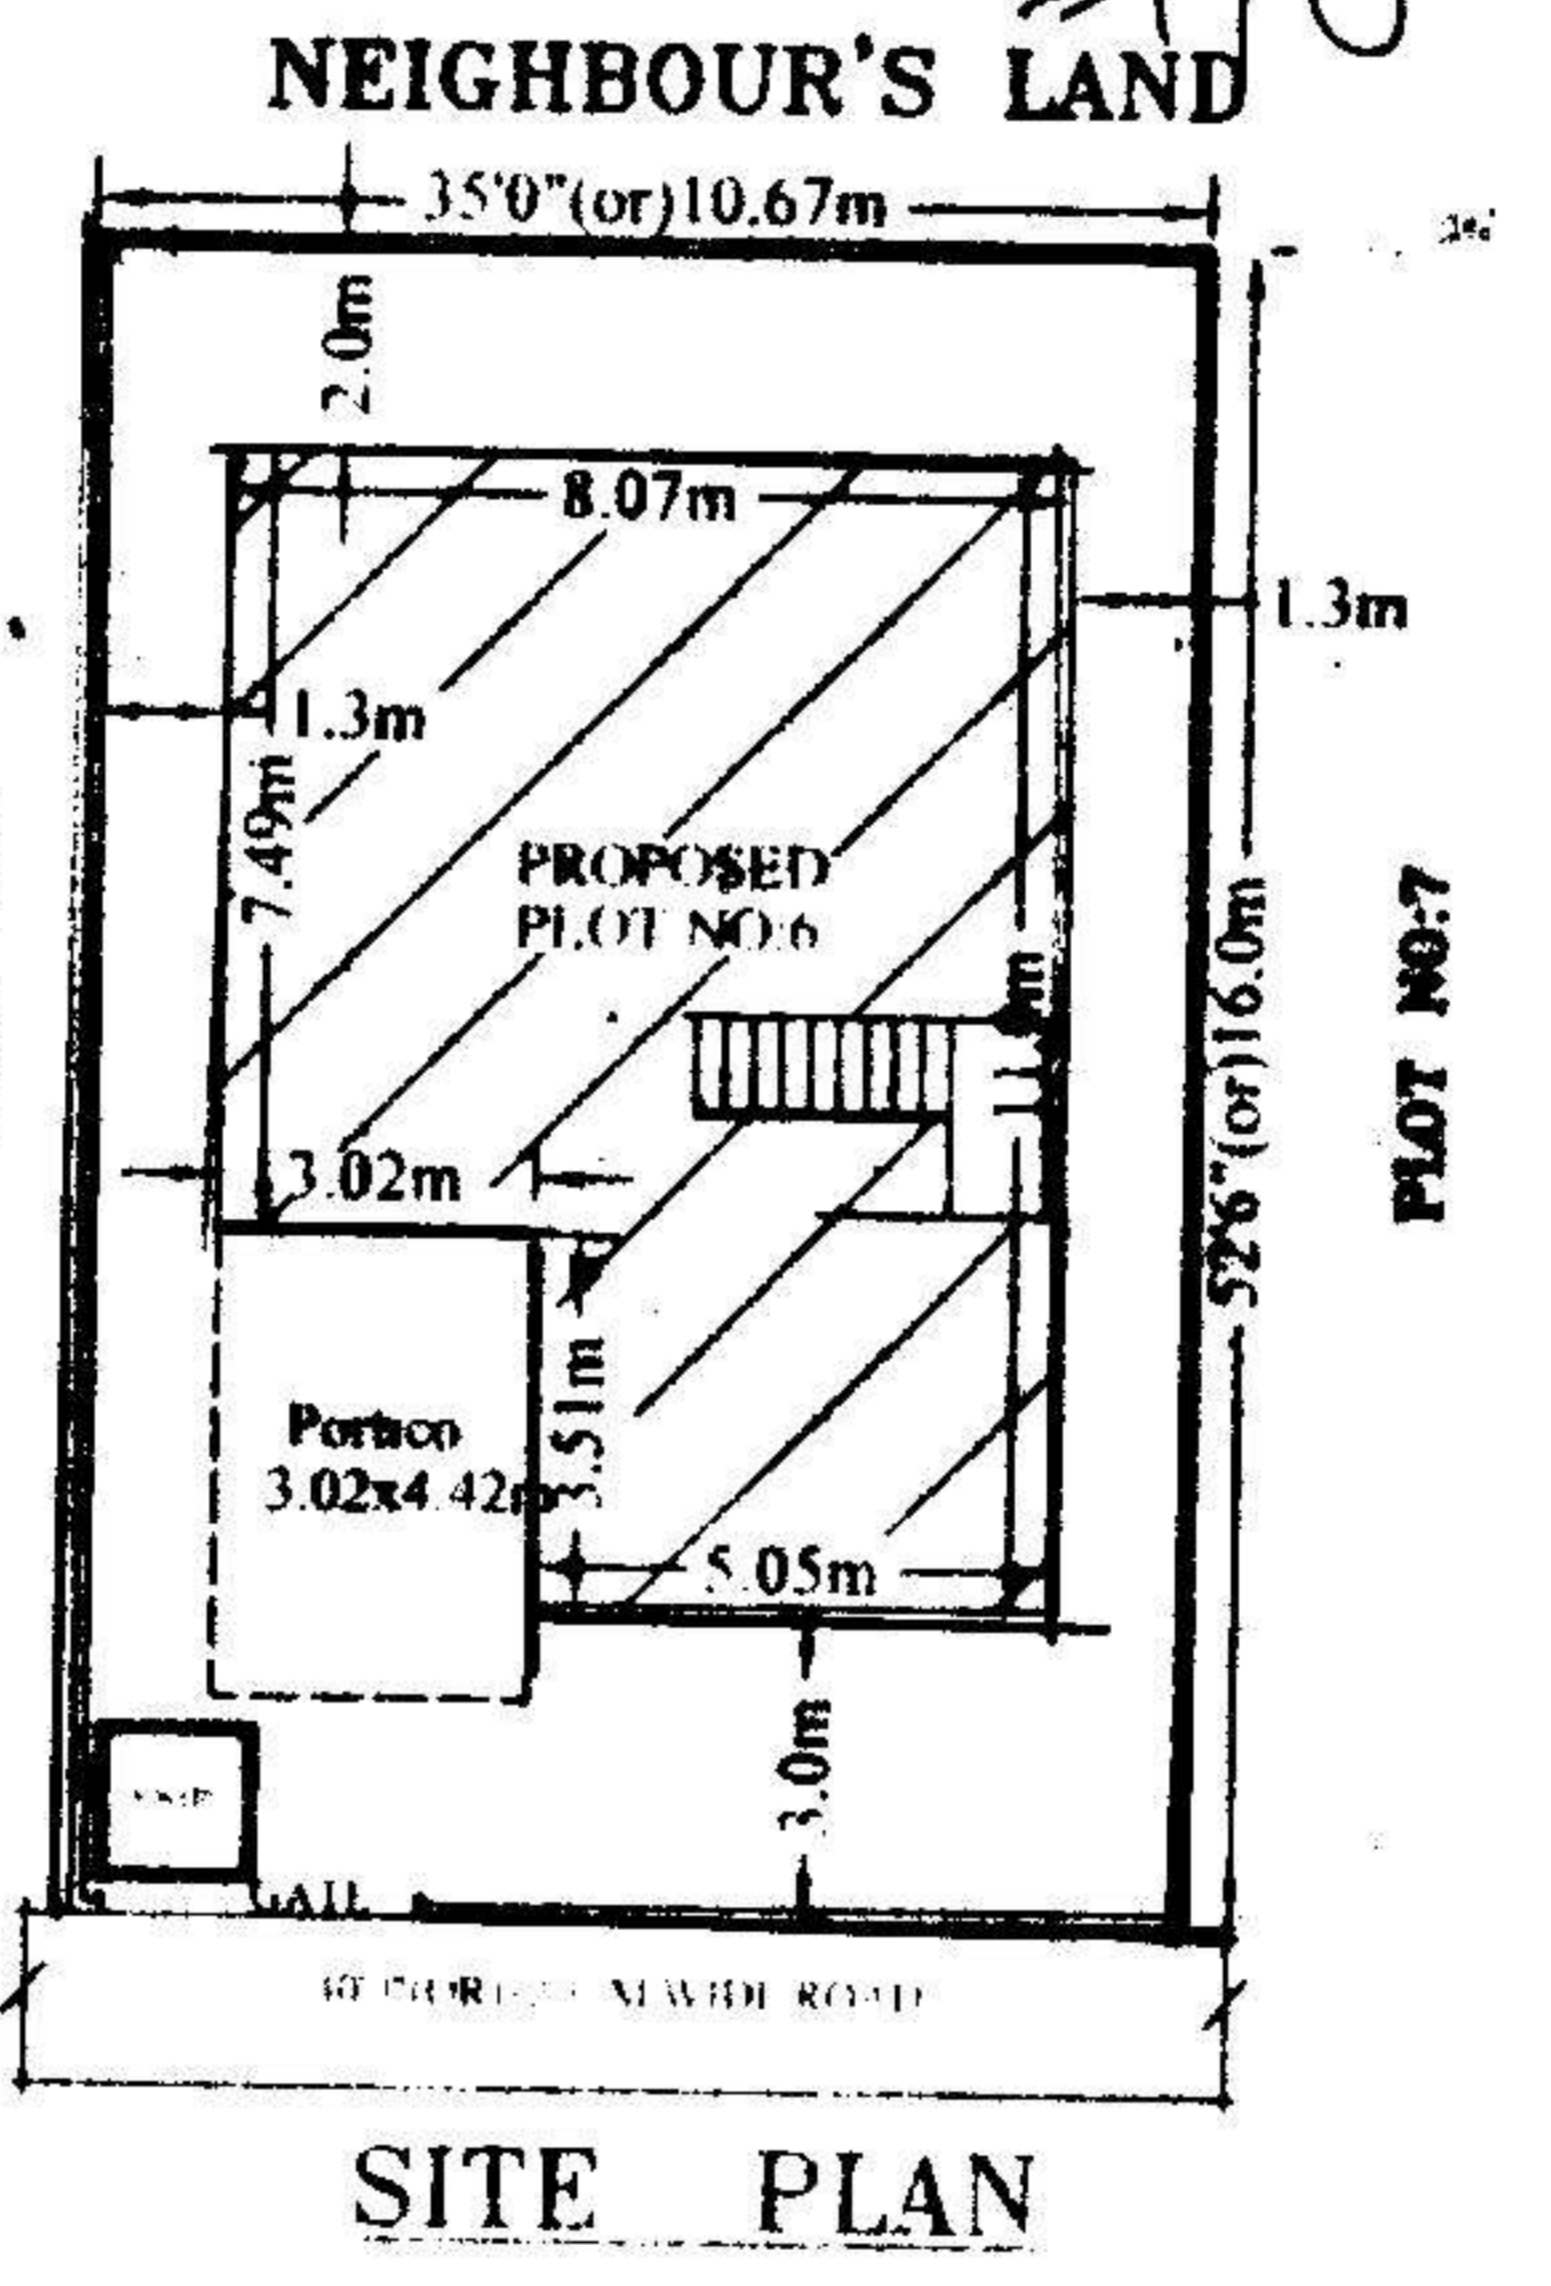 NEIGHBOUR'S LAND
35'0"(or)10.67m
2.0m
8.07m
1.3m
1.3m
7.49m
PROPOSED
PLOT NO:6
m
52'6"(or)16.0m
PLOT NO:7
3.02m
Portico
3.02x4.42m
3.51m
5.05m
3.0m
ROAD
SITE PLAN